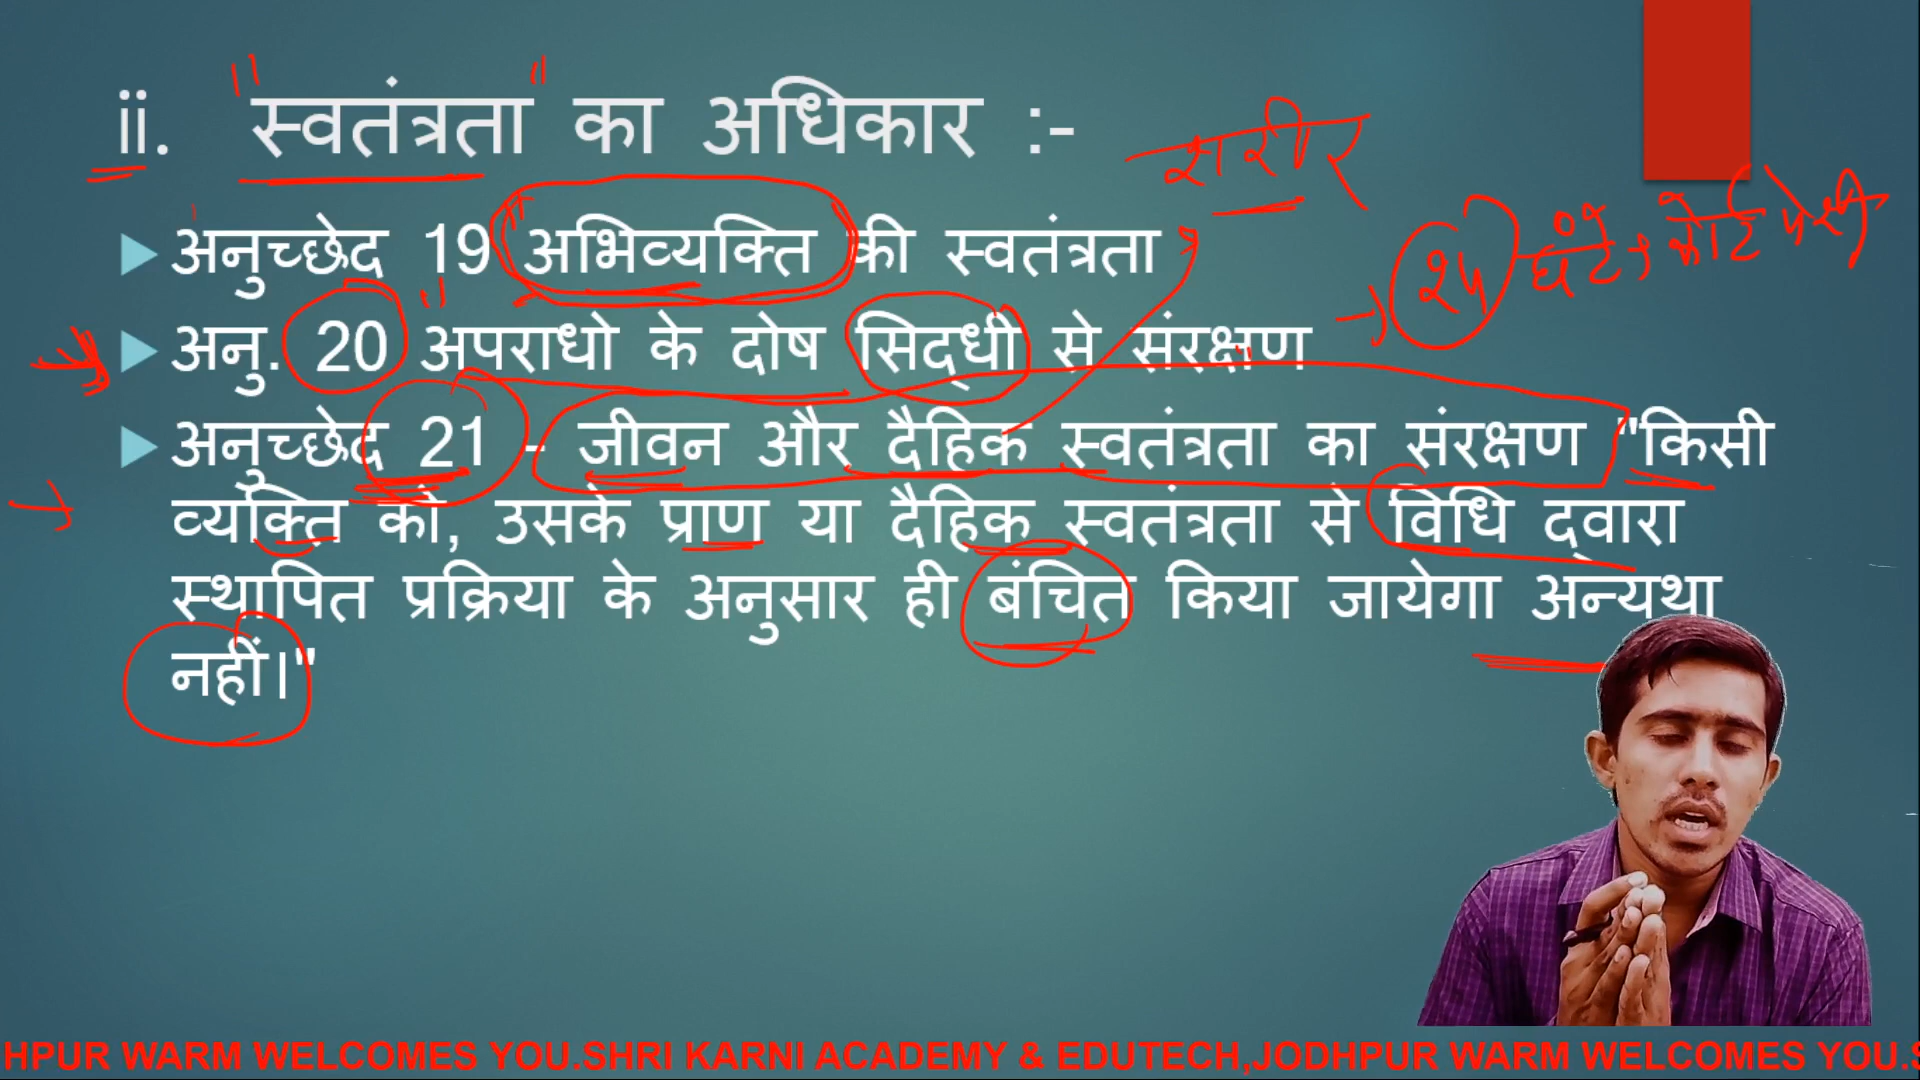 ii. "स्वतंत्रता" का अधिकार :-
शरीर
अनुच्छेद 19 अभिव्यक्ति की स्वतंत्रता
घंटे, कोर्ट पेशी
अनु. 20 अपराधो के दोष सिद्धी से संरक्षण
अनुच्छेद 21 - जीवन और दैहिक स्वतंत्रता का संरक्षण "किसी
व्यक्ति को, उसके प्राण या दैहिक स्वतंत्रता से विधि द्वारा
स्थापित प्रक्रिया के अनुसार ही बंचित किया जायेगा अन्यथा
नहीं।"
HPUR WARM WELCOMES YOU.SHRI KARNI ACADEMY & EDUTECH,JODHPUR WARM WELCOMES YOU.S